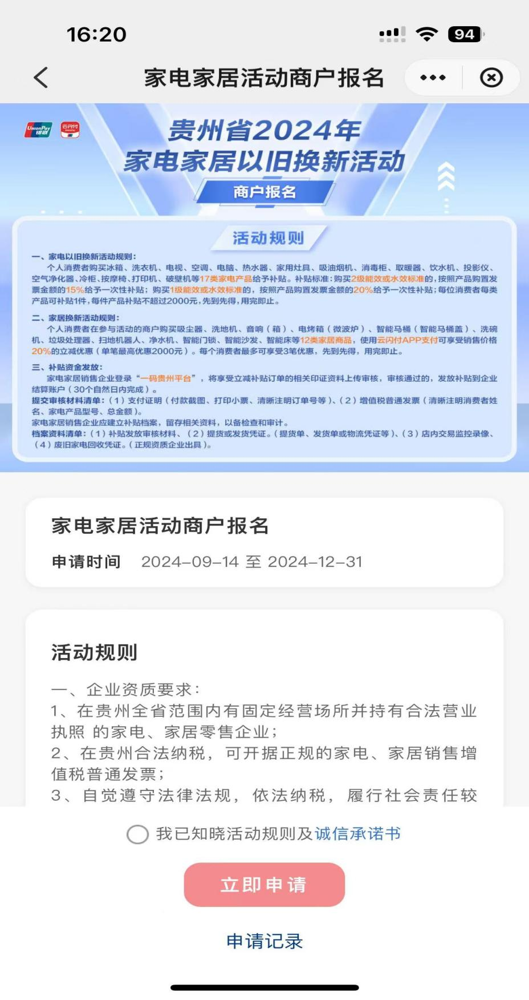 16:20
94
家电家居活动商户报名
UnionPay
银联
云闪付
贵州省2024年
家电家居以旧换新活动
商户报名
活动规则
一、家电以旧换新活动规则：
个人消费者购买冰箱、洗衣机、电视、空调、电脑、热水器、家用灶具、吸油烟机、消毒柜、取暖器、饮水机、投影仪、
空气净化器、冷柜、按摩椅、打印机、破壁机等17类家电产品给予补贴。补贴标准：购买2级能效或水效标准的，按照产品购置发
票金额的15%给予一次性补贴；购买1级能效或水效标准的，按照产品购置发票金额的20%给予一次性补贴；每位消费者每类
产品可补贴1件，每件产品补贴不超过2000元，先到先得，用完即止。
二、家居换新活动规则：
个人消费者在参与活动的商户购买吸尘器、洗地机、音响（箱）、电烤箱（微波炉）、智能马桶（智能马桶盖）、洗碗
机、垃圾处理器、扫地机器人、净水机、智能门锁、智能沙发、智能床等12类家居商品，使用云闪付APP支付可享受销售价格
20%的立减优惠（单笔最高优惠2000元）。每个消费者最多可享受3笔优惠，先到先得，用完即止。
三、补贴资金发放：
家电家居销售企业登录“一码贵州平台”，将享受立减补贴订单的相关印证资料上传审核，审核通过的，发放补贴到企业
结算账户（30个自然日内完成）。
提交审核材料清单：（1）支付证明（付款截图、打印小票、清晰注明订单号等）、（2）增值税普通发票（清晰注明消费者姓
名、家电产品型号、总金额）。
家电家居销售企业应建立补贴档案，留存相关资料，以备检查和审计。
档案资料清单：（1）补贴发放审核材料、（2）提货或发货凭证。（提货单、发货单或物流凭证等）、（3）店内交易监控录像、
（4）废旧家电回收凭证。（正规资质企业出具）。
家电家居活动商户报名
申请时间 2024-09-14 至 2024-12-31
活动规则
一、企业资质要求：
1、在贵州全省范围内有固定经营场所并持有合法营业
执照 的家电、家居零售企业；
2、在贵州合法纳税，可开据正规的家电、家居销售增
值税普通发票；
3、自觉遵守法律法规，依法纳税，履行社会责任较
我已知晓活动规则及诚信承诺书
立即申请
申请记录